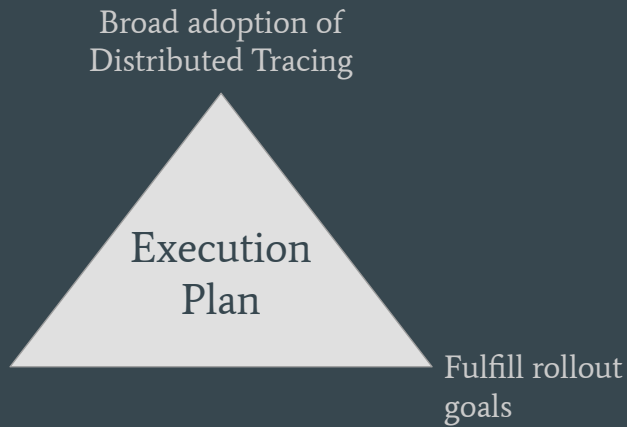 Broad adoption of
Distributed Tracing
Execution
Plan
Fulfill rollout
goals